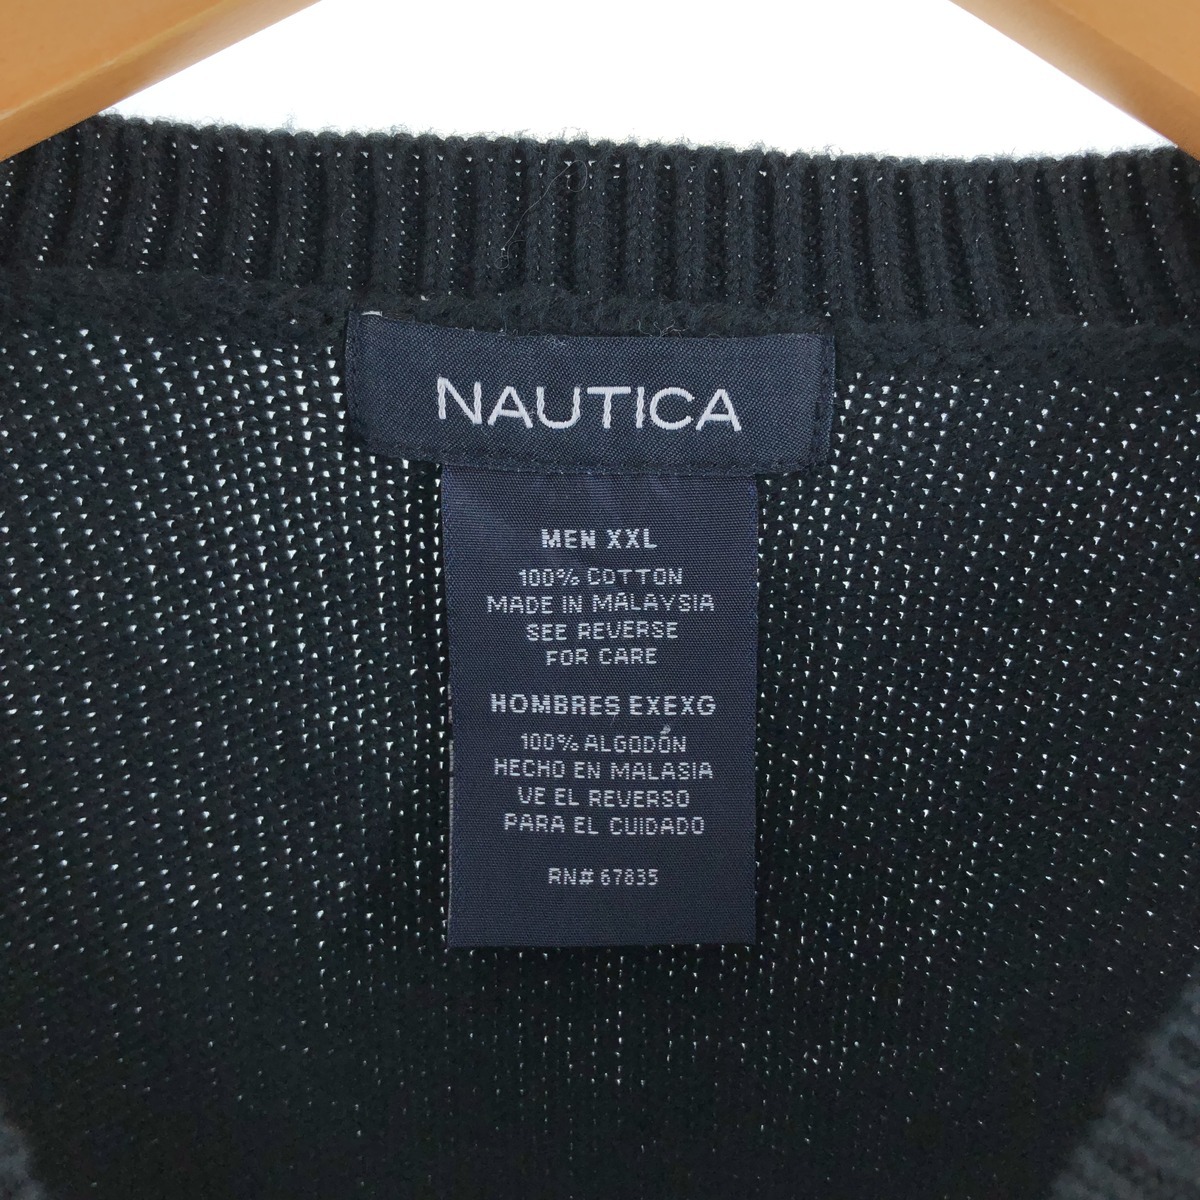 NAUTICA
MEN XXL
100% COTTON
MADE IN MALAYSIA
SEE REVERSE
FOR CARE
HOMBRES EXEXG
100% ALGODÓN
HECHO EN MALASIA
VE EL REVERSO
PARA EL CUIDADO
RN# 67835